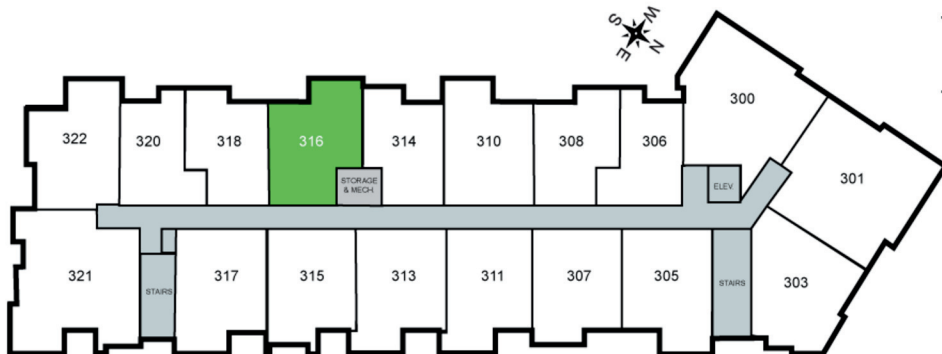 S W
E N
300
322 320 318 316 314 310 308 306
STORAGE
& MECH.
ELEV.
301
321 317 315 313 311 307 305 303
STAIRS STAIRS